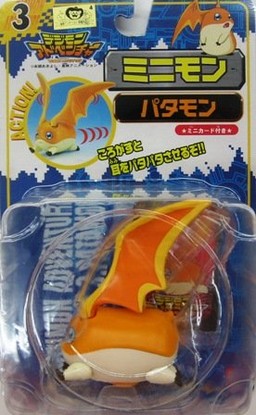 3
デジモン
アドベンチャー
ミニモン
パタモン
★ミニカード付き★
ACTION!
ころがすと
耳をパタパタさせるぞ!!